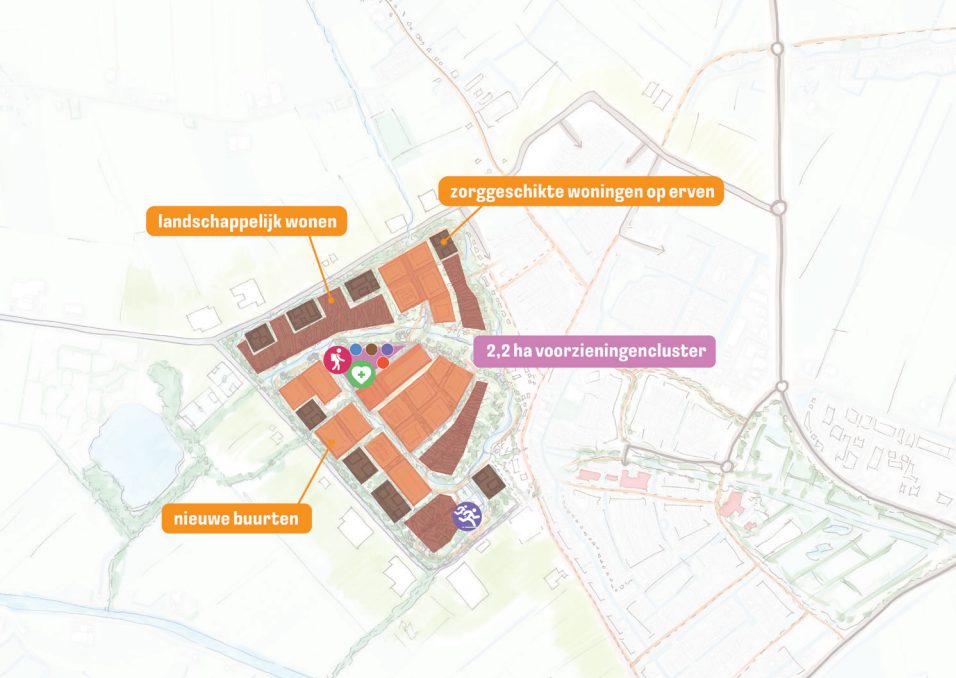 zorggeschikte woningen op erven
landschappelijk wonen
2,2 ha voorzieningencluster
nieuwe buurten